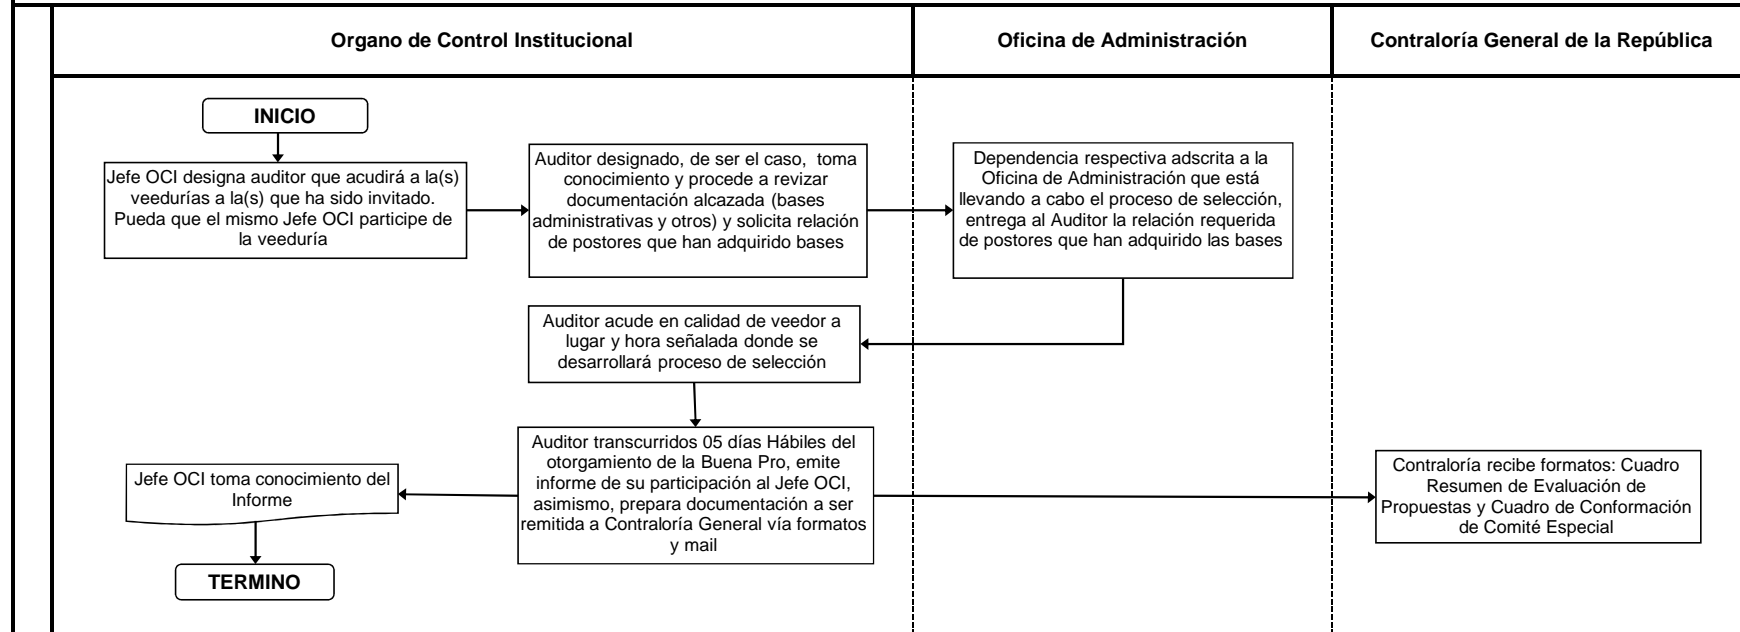 Organo de Control Institucional
Oficina de Administración
Contraloría General de la República
INICIO
Jefe OCI designa auditor que acudirá a la(s)
veedurías a la(s) que ha sido invitado.
Pueda que el mismo Jefe OCI participe de
la veeduría
Auditor designado, de ser el caso, toma
conocimiento y procede a revizar
documentación alcazada (bases
administrativas y otros) y solicita relación
de postores que han adquirido bases
Dependencia respectiva adscrita a la
Oficina de Administración que está
llevando a cabo el proceso de selección,
entrega al Auditor la relación requerida
de postores que han adquirido las bases
Auditor acude en calidad de veedor a
lugar y hora señalada donde se
desarrollará proceso de selección
Auditor transcurridos 05 días Hábiles del
otorgamiento de la Buena Pro, emite
informe de su participación al Jefe OCI,
asimismo, prepara documentación a ser
remitida a Contraloría General vía formatos
y mail
Jefe OCI toma conocimiento del
Informe
Contraloría recibe formatos: Cuadro
Resumen de Evaluación de
Propuestas y Cuadro de Conformación
de Comité Especial
TERMINO